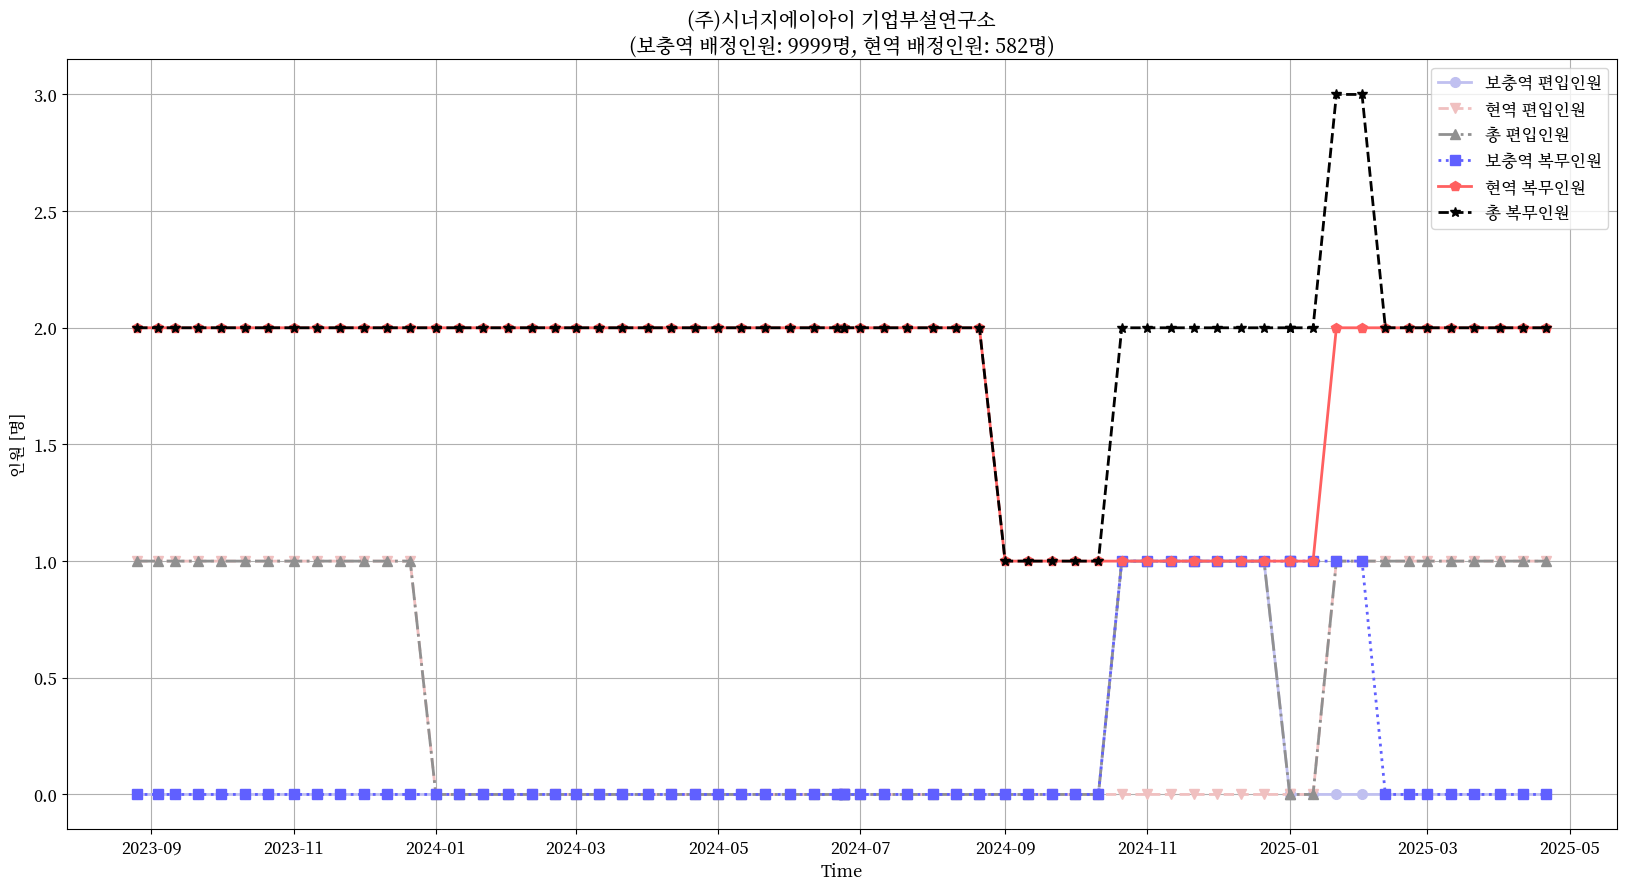 (주)시너지에이아이 기업부설연구소
(보충역 배정인원: 9999명, 현역 배정인원: 582명)
보충역 편입인원
현역 편입인원
총 편입인원
보충역 복무인원
현역 복무인원
총 복무인원
인원 [명]
3.0
2.5
2.0
1.5
1.0
0.5
0.0
2023-09 2023-11 2024-01 2024-03 2024-05 2024-07 2024-09 2024-11 2025-01 2025-03 2025-05
Time